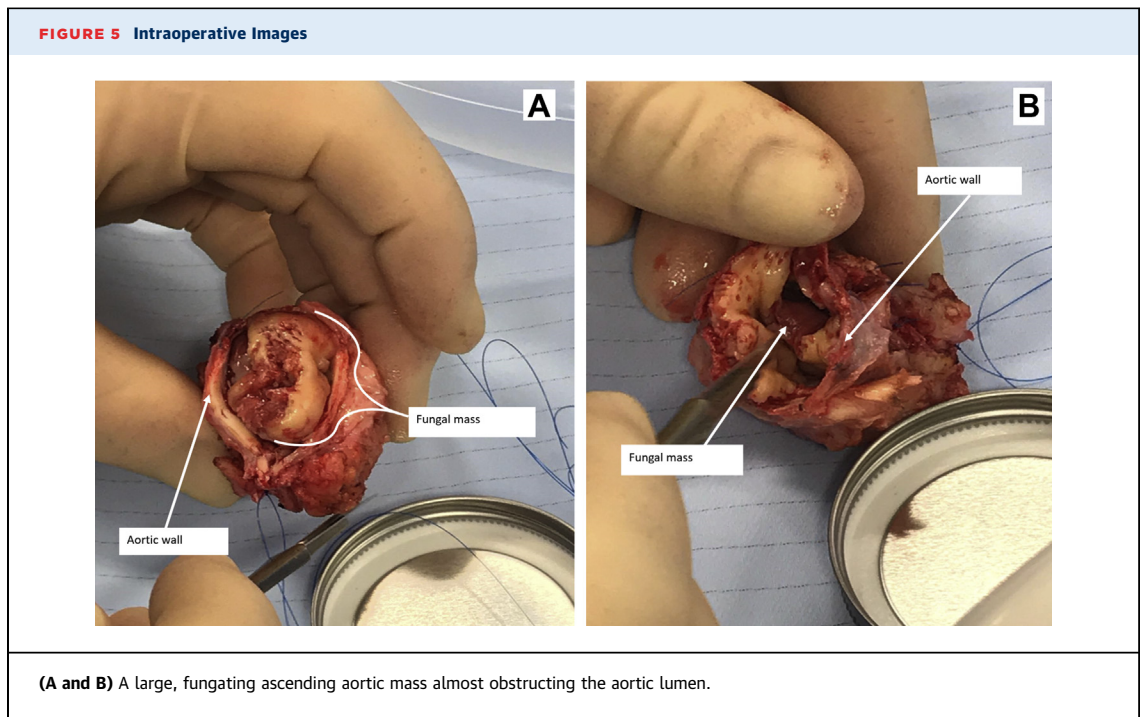 FIGURE 5 Intraoperative Images
A
Aortic wall
Fungal mass
B
Aortic wall
Fungal mass
(A and B) A large, fungating ascending aortic mass almost obstructing the aortic lumen.